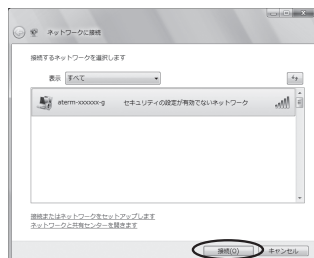 ネットワークに接続
接続するネットワークを選択します
表示 すべて
aterm-xxxxxx-g セキュリティの設定が有効でないネットワーク
接続またはネットワークをセットアップします
ネットワークと共有センターを開きます
接続(O) キャンセル